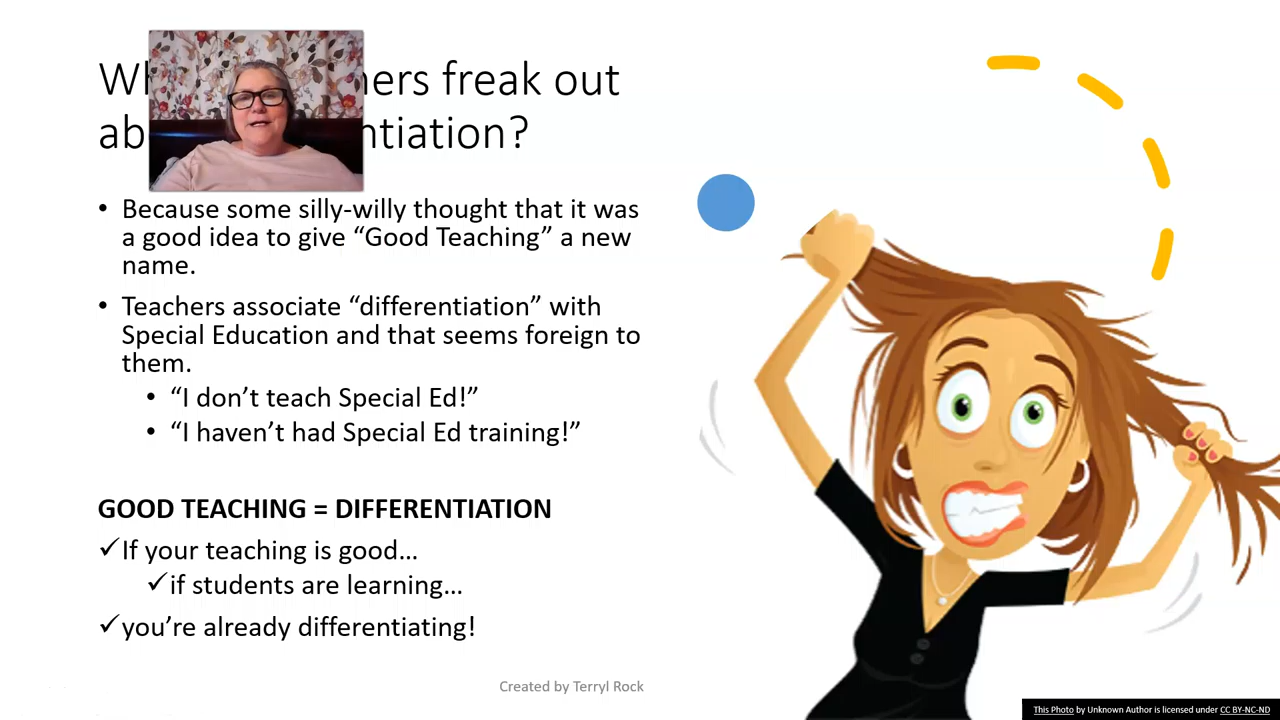 Wh ners freak out
ab ntiation?
• Because some silly-willy thought that it was
a good idea to give “Good Teaching” a new
name.
• Teachers associate “differentiation” with
Special Education and that seems foreign to
them.
• “I don’t teach Special Ed!”
• “I haven’t had Special Ed training!”
GOOD TEACHING = DIFFERENTIATION
✓If your teaching is good…
✓if students are learning…
✓you’re already differentiating!
Created by Terryl Rock
This Photo by Unknown Author is licensed under CC BY-NC-ND